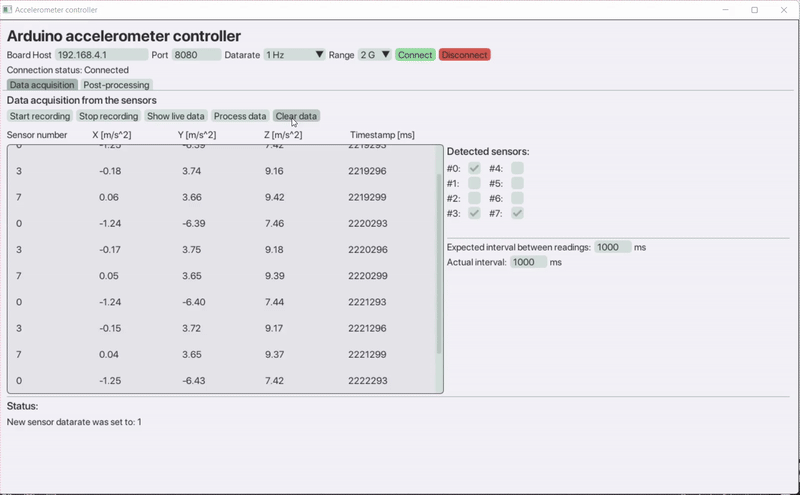 Accelerometer controller
Arduino accelerometer controller
Board Host 192.168.4.1 Port 8080 Datarate 1 Hz Range 2 G Connect Disconnect
Connection status: Connected
Data acquisition Post-processing
Data acquisition from the sensors
Start recording Stop recording Show live data Process data Clear data
Sensor number X [m/s^2] Y [m/s^2] Z [m/s^2] Timestamp [ms]
0 -1.25 -6.39 7.42 2219293
3 -0.18 3.74 9.16 2219296
7 0.06 3.66 9.42 2219299
0 -1.24 -6.39 7.46 2220293
3 -0.17 3.75 9.18 2220296
7 0.05 3.65 9.39 2220299
0 -1.24 -6.40 7.44 2221293
3 -0.15 3.72 9.17 2221296
7 0.04 3.65 9.37 2221299
0 -1.25 -6.43 7.42 2222293
Detected sensors:
#0: #4:
#1: #5:
#2: #6:
#3: #7:
Expected interval between readings: 1000 ms
Actual interval: 1000 ms
Status:
New sensor datarate was set to: 1